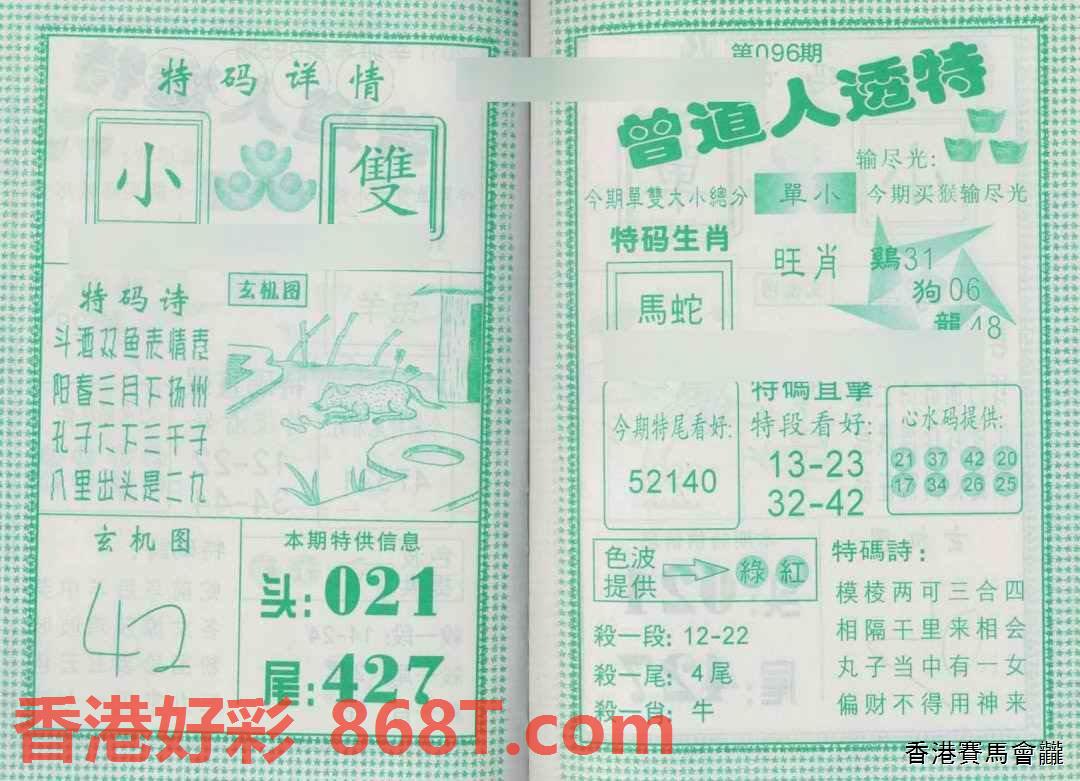 特码详情
小
雙
特码诗
斗酒双鱼表情衷
阳春三月下扬州
孔子门下三千子
八里出头是二九
玄机图
玄机图
42
本期特供信息
头:021
尾:427
第096期
曾道人透特
输尽光:
今期單雙大小總分 單小 今期买猴输尽光
特码生肖
馬蛇
旺肖
鷄31
狗06
龍48
今期特尾看好:
52140
特碼直擊
特段看好:
13-23
32-42
心水码提供:
21 37 42 20
17 34 26 25
色波提供 綠 紅
殺一段: 12-22
殺一尾: 4尾
殺一肖: 牛
特碼詩:
模棱两可三合四
相隔千里来相会
丸子当中有一女
偏财不得用神来
香港好彩 868T.com
香港賽馬會